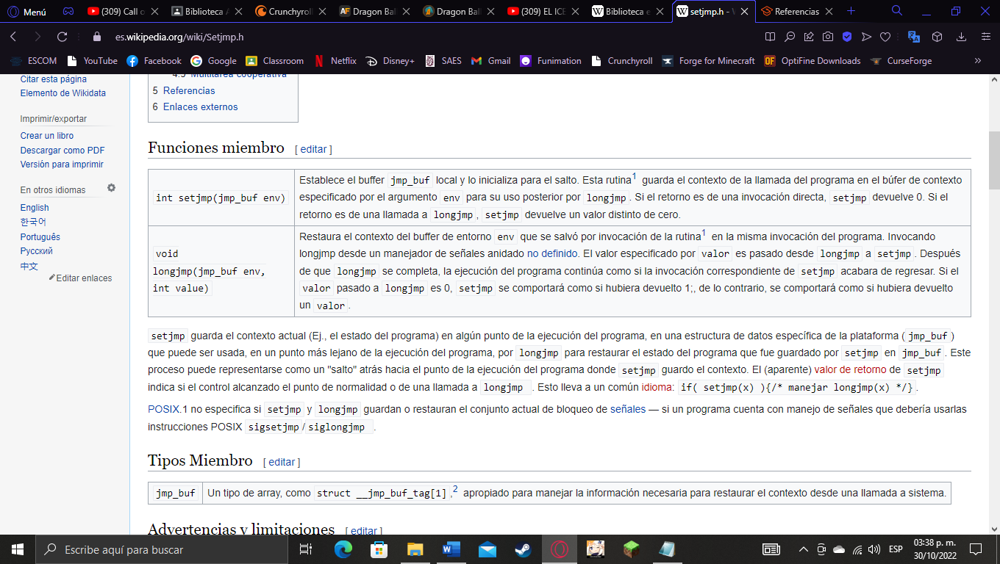 Menú
(309) Call o
Biblioteca A
Crunchyroll
Dragon Bal
Dragon Bal
(309) EL ICE
Biblioteca e
setjmp.h - W
Referencias
es.wikipedia.org/wiki/Setjmp.h
ESCOM YouTube Facebook Google Classroom Netflix Disney+ SAES Gmail Funimation Crunchyroll Forge for Minecraft OptiFine Downloads CurseForge »
Citar esta página
Elemento de Wikidata
Imprimir/exportar
Crear un libro
Descargar como PDF
Versión para imprimir
En otros idiomas
English
한국어
Português
Русский
中文
Editar enlaces
4.5 Multitarea cooperativa
5 Referencias
6 Enlaces externos
Funciones miembro [ editar ]
int setjmp(jmp_buf env)
Establece el buffer jmp_buf local y lo inicializa para el salto. Esta rutina1 guarda el contexto de la llamada del programa en el búfer de contexto
especificado por el argumento env para su uso posterior por longjmp. Si el retorno es de una invocación directa, setjmp devuelve 0. Si el
retorno es de una llamada a longjmp, setjmp devuelve un valor distinto de cero.
void
longjmp(jmp_buf env,
int value)
Restaura el contexto del buffer de entorno env que se salvó por invocación de la rutina1 en la misma invocación del programa. Invocando
longjmp desde un manejador de señales anidado no definido. El valor especificado por valor es pasado desde longjmp a setjmp. Después
de que longjmp se completa, la ejecución del programa continúa como si la invocación correspondiente de setjmp acabara de regresar. Si el
valor pasado a longjmp es 0, setjmp se comportará como si hubiera devuelto 1;, de lo contrario, se comportará como si hubiera devuelto
un valor.
setjmp guarda el contexto actual (Ej., el estado del programa) en algún punto de la ejecución del programa, en una estructura de datos específica de la plataforma (jmp_buf)
que puede ser usada, en un punto más lejano de la ejecución del programa, por longjmp para restaurar el estado del programa que fue guardado por setjmp en jmp_buf. Este
proceso puede representarse como un "salto" atrás hacia el punto de la ejecución del programa donde setjmp guardo el contexto. El (aparente) valor de retorno de setjmp
indica si el control alcanzado el punto de normalidad o de una llamada a longjmp . Esto lleva a un común idioma: if( setjmp(x) ){/* manejar longjmp(x) */}.
POSIX.1 no especifica si setjmp y longjmp guardan o restauran el conjunto actual de bloqueo de señales — si un programa cuenta con manejo de señales que debería usarlas
instrucciones POSIX sigsetjmp/siglongjmp .
Tipos Miembro [ editar ]
jmp_buf
Un tipo de array, como struct __jmp_buf_tag[1],2 apropiado para manejar la información necesaria para restaurar el contexto desde una llamada a sistema.
Advertencias y limitaciones [ editar ]
Escribe aquí para buscar
ESP
03:38 p. m.
30/10/2022